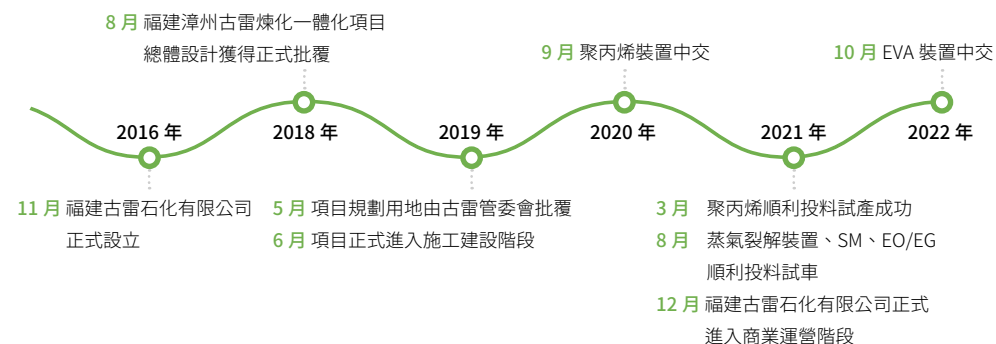 8 月 福建漳州古雷煉化一體化項目
總體設計獲得正式批覆
9 月 聚丙烯裝置中交
10 月 EVA 裝置中交
2016 年
2018 年
2019 年
2020 年
2021 年
2022 年
11 月 福建古雷石化有限公司
正式設立
5 月 項目規劃用地由古雷管委會批覆
6 月 項目正式進入施工建設階段
3 月 聚丙烯順利投料試產成功
8 月 蒸氣裂解裝置、SM、EO/EG
順利投料試車
12 月 福建古雷石化有限公司正式
進入商業運營階段